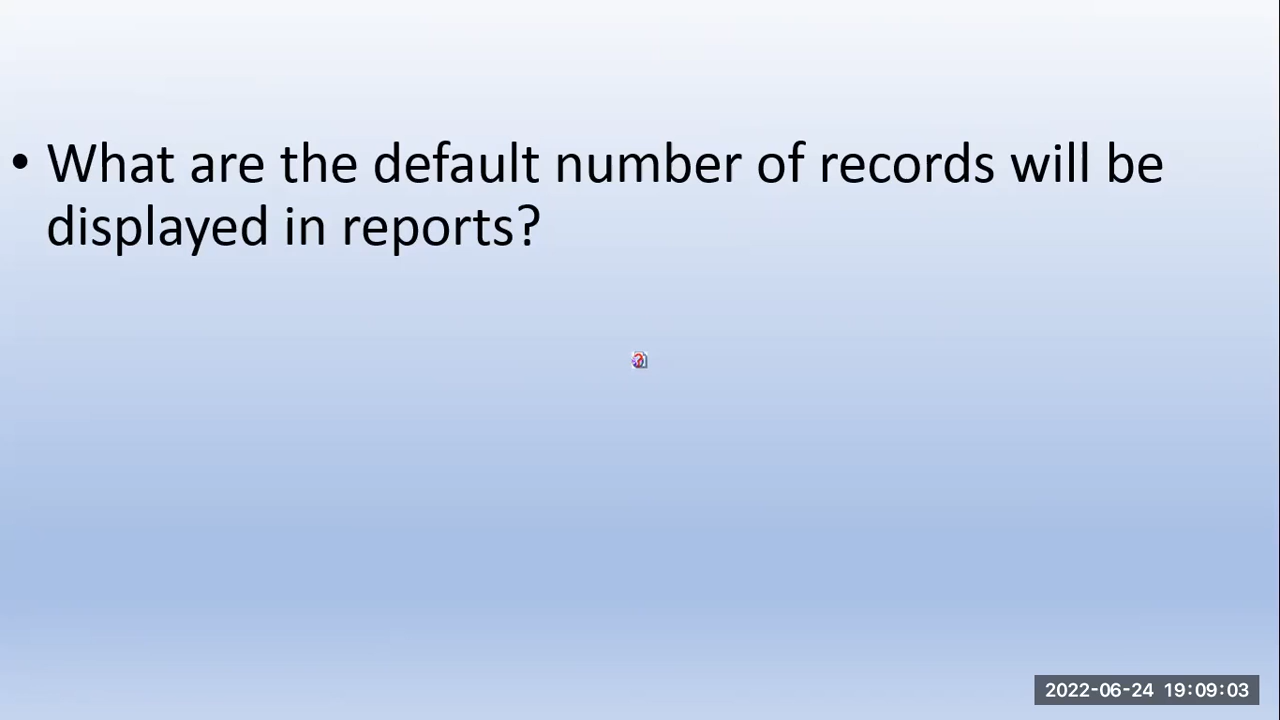 • What are the default number of records will be
displayed in reports?
2022-06-24 19:09:03